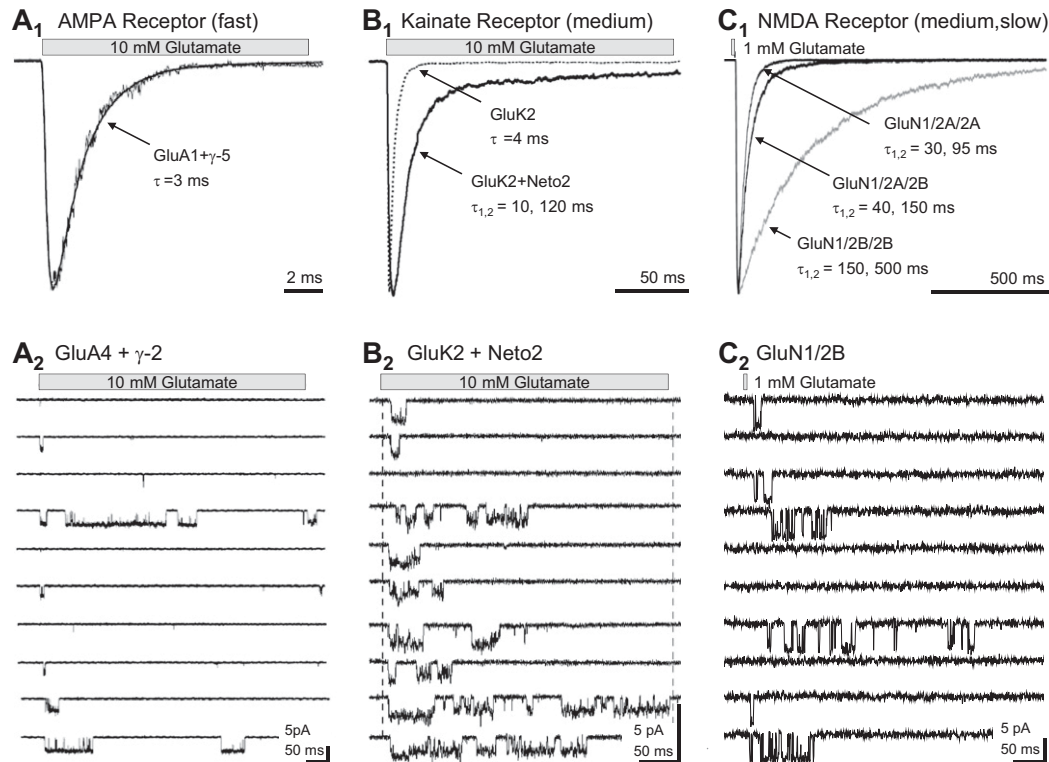 A1 AMPA Receptor (fast)
10 mM Glutamate
GluA1+γ-5
τ=3 ms
2 ms
B1 Kainate Receptor (medium)
10 mM Glutamate
GluK2
τ=4 ms
GluK2+Neto2
τ1,2 = 10, 120 ms
50 ms
C1 NMDA Receptor (medium,slow)
1 mM Glutamate
GluN1/2A/2A
τ1,2 = 30, 95 ms
GluN1/2A/2B
τ1,2 = 40, 150 ms
GluN1/2B/2B
τ1,2 = 150, 500 ms
500 ms
A2 GluA4 + γ-2
10 mM Glutamate
5pA
50 ms
B2 GluK2 + Neto2
10 mM Glutamate
5 pA
50 ms
C2 GluN1/2B
1 mM Glutamate
5 pA
50 ms